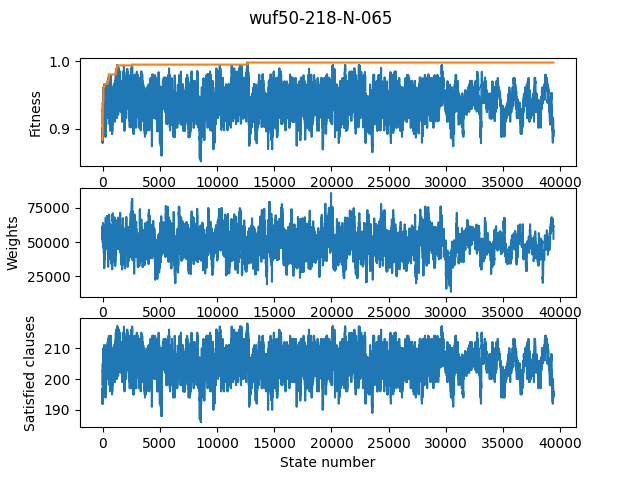 wuf50-218-N-065
Fitness
1.0
0.9
0 5000 10000 15000 20000 25000 30000 35000 40000
Weights
75000
50000
25000
0 5000 10000 15000 20000 25000 30000 35000 40000
Satisfied clauses
210
200
190
0 5000 10000 15000 20000 25000 30000 35000 40000
State number